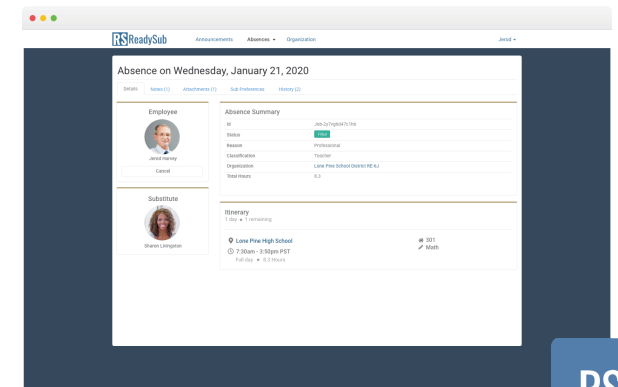 RS ReadySub Announcements Absences Organization Jerod
Absence on Wednesday, January 21, 2020
Details Notes (1) Attachments (1) Sub Preferences History (2)
Employee
Jerod Harvey
Cancel
Substitute
Sharon Livingston
Absence Summary
Id
Status Filled
Reason Professional
Classification Teacher
Organization Lone Pine School District RE-6J
Total Hours 8.3
Itinerary
1 day • 1 remaining
Lone Pine High School 301
7:30am - 3:50pm PST Math
Full day • 8.3 Hours
RS